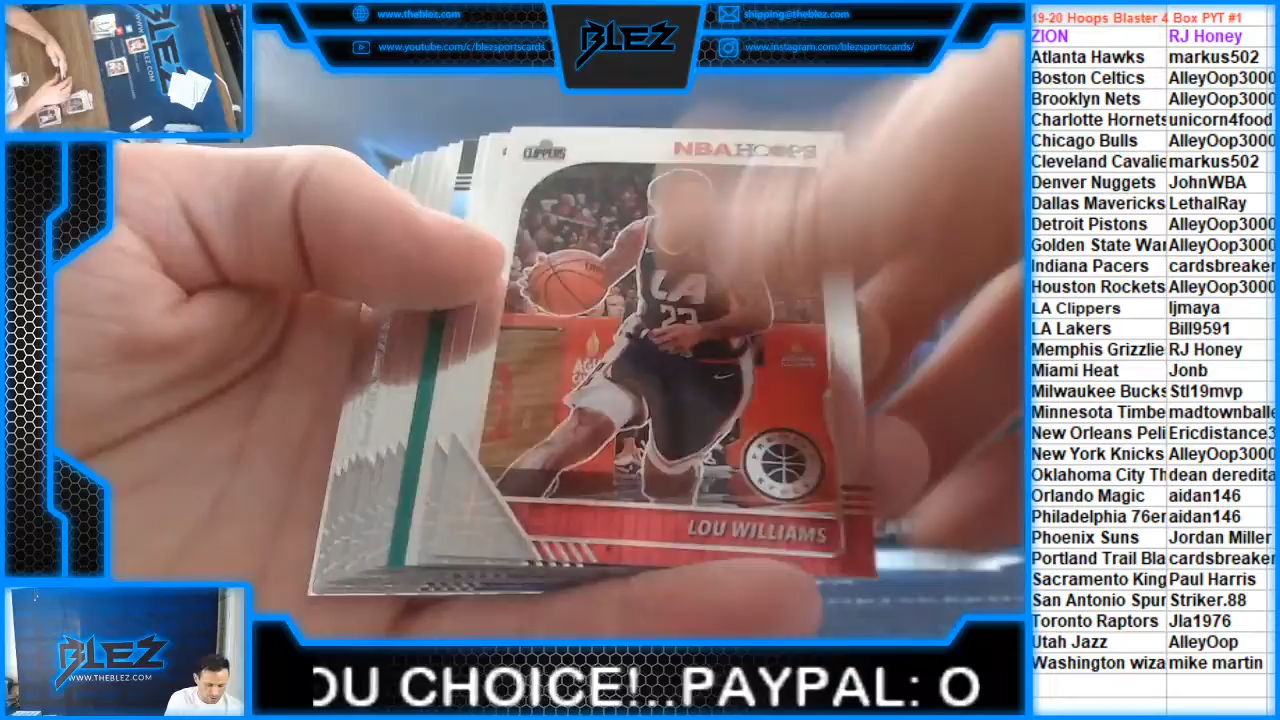 www.theblez.com
www.youtube.com/c/blezsportscards
BLEZ
shipping@theblez.com
www.instagram.com/blezsportscards/
CLIPPERS
NBA HOOPS
LA
23
LOU WILLIAMS
BLEZ
WWW.THEBLEZ.COM
OU CHOICE!..PAYPAL: O
19-20 Hoops Blaster 4 Box PYT #1
ZION RJ Honey
Atlanta Hawks markus502
Boston Celtics AlleyOop3000
Brooklyn Nets AlleyOop3000
Charlotte Hornets unicorn4food
Chicago Bulls AlleyOop3000
Cleveland Cavalie markus502
Denver Nuggets JohnWBA
Dallas Mavericks LethalRay
Detroit Pistons AlleyOop3000
Golden State War AlleyOop3000
Indiana Pacers cardsbreaker
Houston Rockets AlleyOop3000
LA Clippers ljmaya
LA Lakers Bill9591
Memphis Grizzlie RJ Honey
Miami Heat Jonb
Milwaukee Bucks Stl19mvp
Minnesota Timbe madtownballe
New Orleans Peli Ericdistance3
New York Knicks AlleyOop3000
Oklahoma City Th dean deredita
Orlando Magic aidan146
Philadelphia 76er aidan146
Phoenix Suns Jordan Miller
Portland Trail Bla cardsbreaker
Sacramento King Paul Harris
San Antonio Spur Striker.88
Toronto Raptors Jla1976
Utah Jazz AlleyOop
Washington wiza mike martin